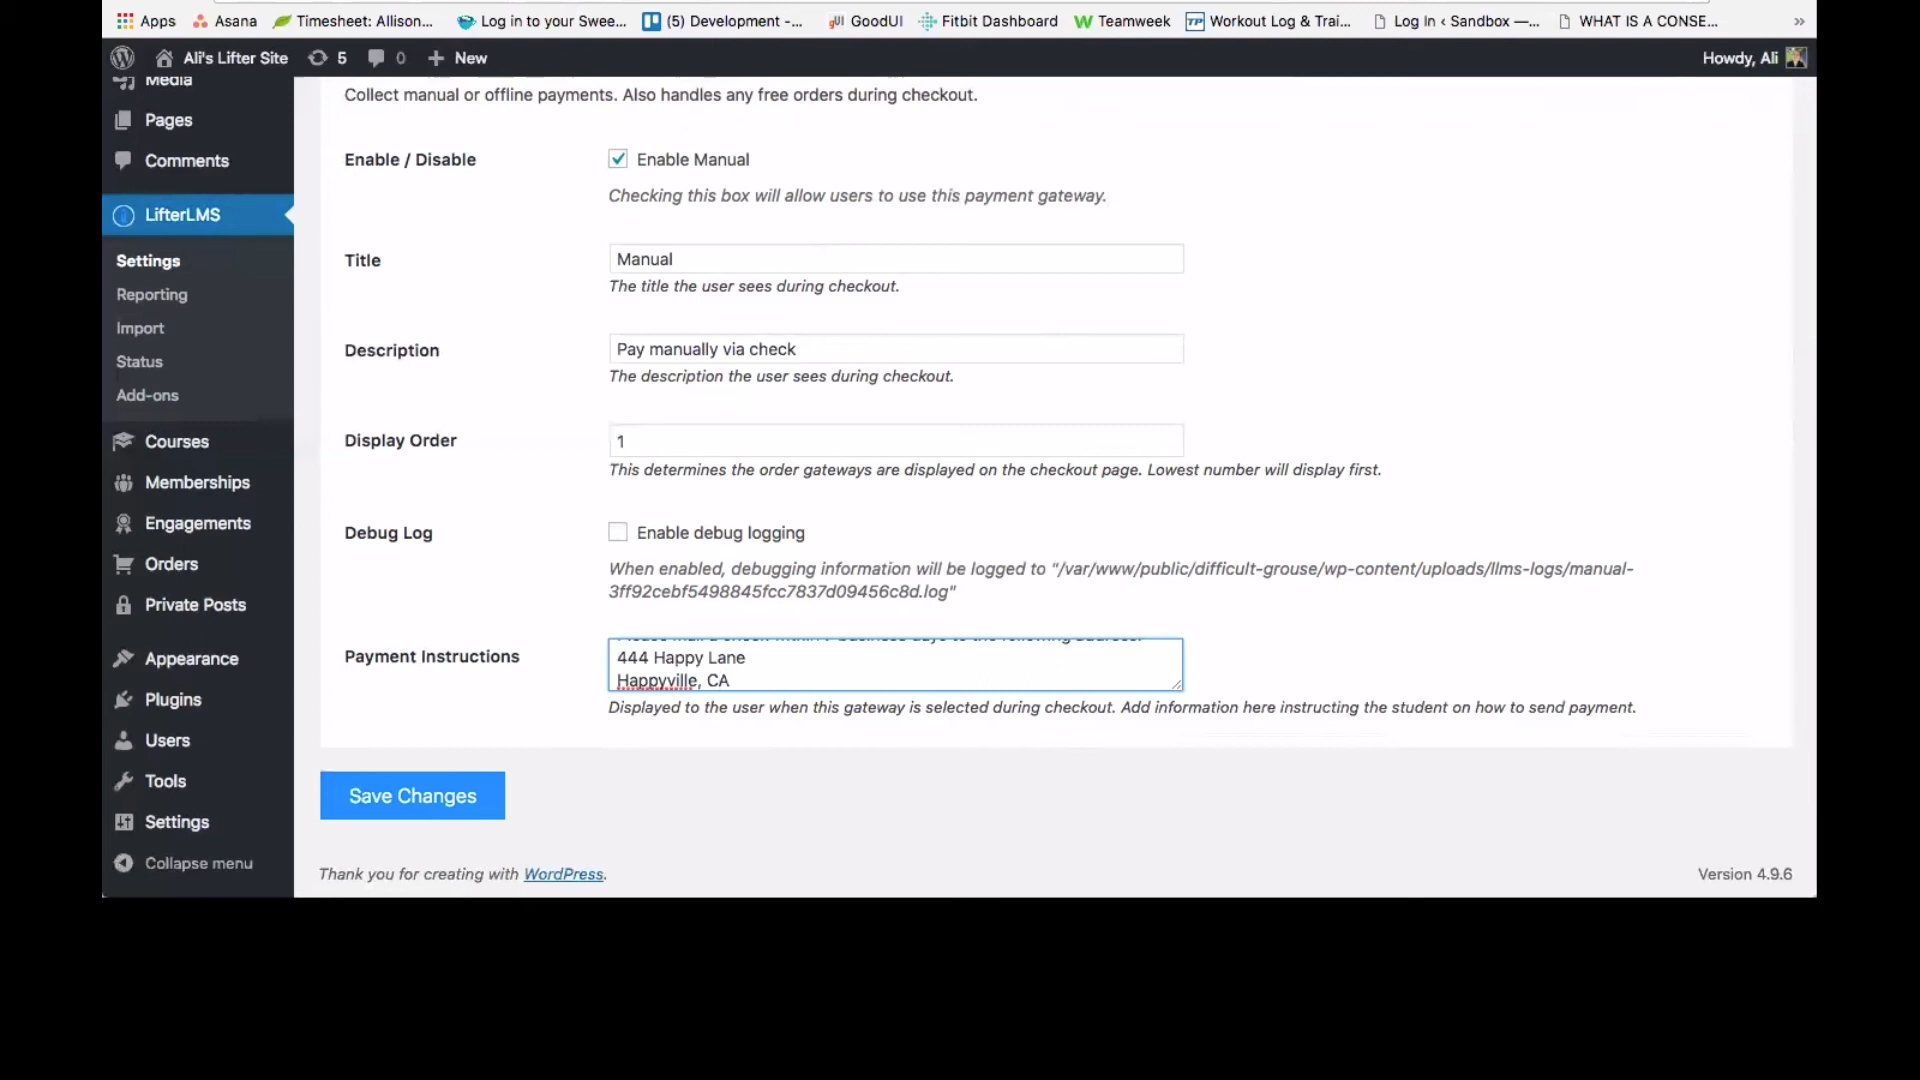 Apps Asana Timesheet: Allison... Log in to your Swee... (5) Development -... GoodUI Fitbit Dashboard Teamweek Workout Log & Trai... Log In ‹ Sandbox —... WHAT IS A CONSE... »
Ali's Lifter Site 5 0 + New Howdy, Ali
Media
Pages
Comments
LifterLMS
Settings
Reporting
Import
Status
Add-ons
Courses
Memberships
Engagements
Orders
Private Posts
Appearance
Plugins
Users
Tools
Settings
Collapse menu
Collect manual or offline payments. Also handles any free orders during checkout.
Enable / Disable Enable Manual
Checking this box will allow users to use this payment gateway.
Title Manual
The title the user sees during checkout.
Description Pay manually via check
The description the user sees during checkout.
Display Order 1
This determines the order gateways are displayed on the checkout page. Lowest number will display first.
Debug Log Enable debug logging
When enabled, debugging information will be logged to "/var/www/public/difficult-grouse/wp-content/uploads/llms-logs/manual-
3ff92cebf5498845fcc7837d09456c8d.log"
Payment Instructions
444 Happy Lane
Happyville, CA
Displayed to the user when this gateway is selected during checkout. Add information here instructing the student on how to send payment.
Save Changes
Thank you for creating with WordPress. Version 4.9.6